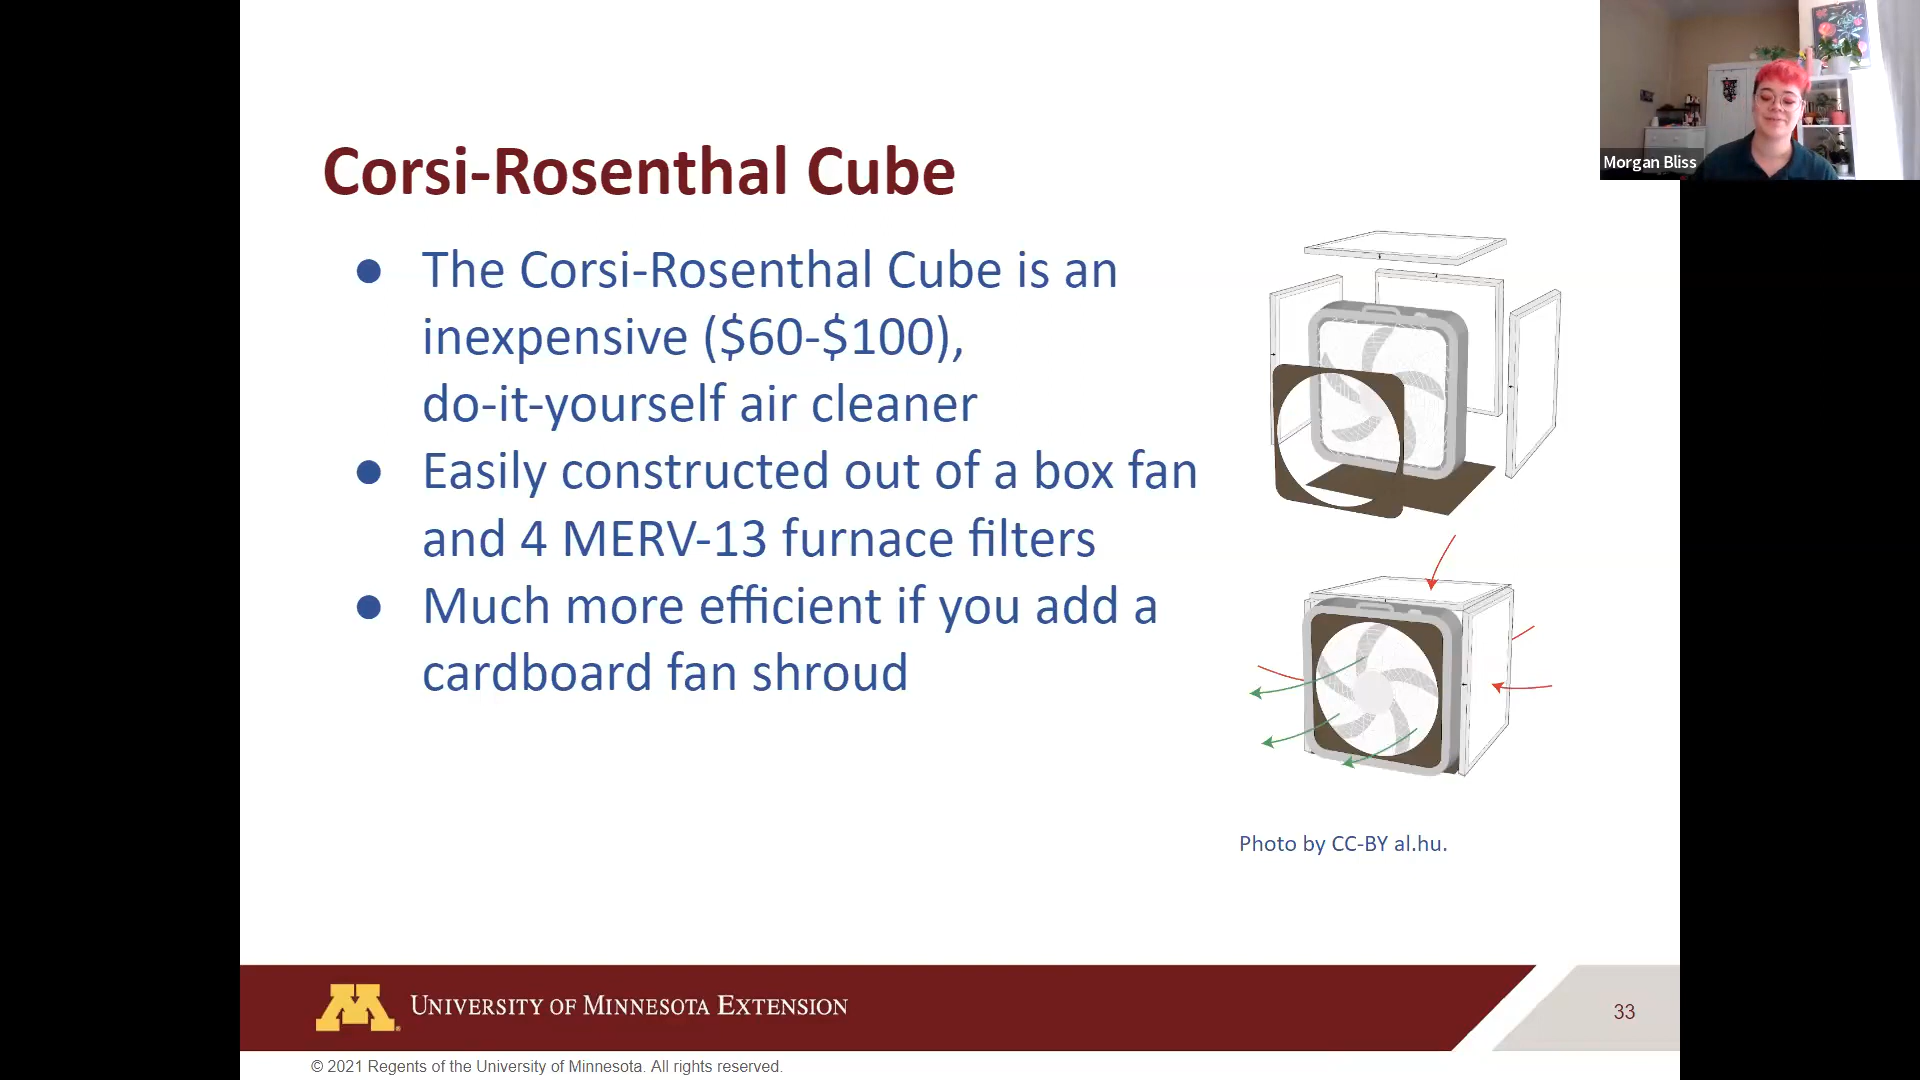 Morgan Bliss
Corsi-Rosenthal Cube
● The Corsi-Rosenthal Cube is an
inexpensive ($60-$100),
do-it-yourself air cleaner
● Easily constructed out of a box fan
and 4 MERV-13 furnace filters
● Much more efficient if you add a
cardboard fan shroud
Photo by CC-BY al.hu.
M
UNIVERSITY OF MINNESOTA EXTENSION
33
© 2021 Regents of the University of Minnesota. All rights reserved.